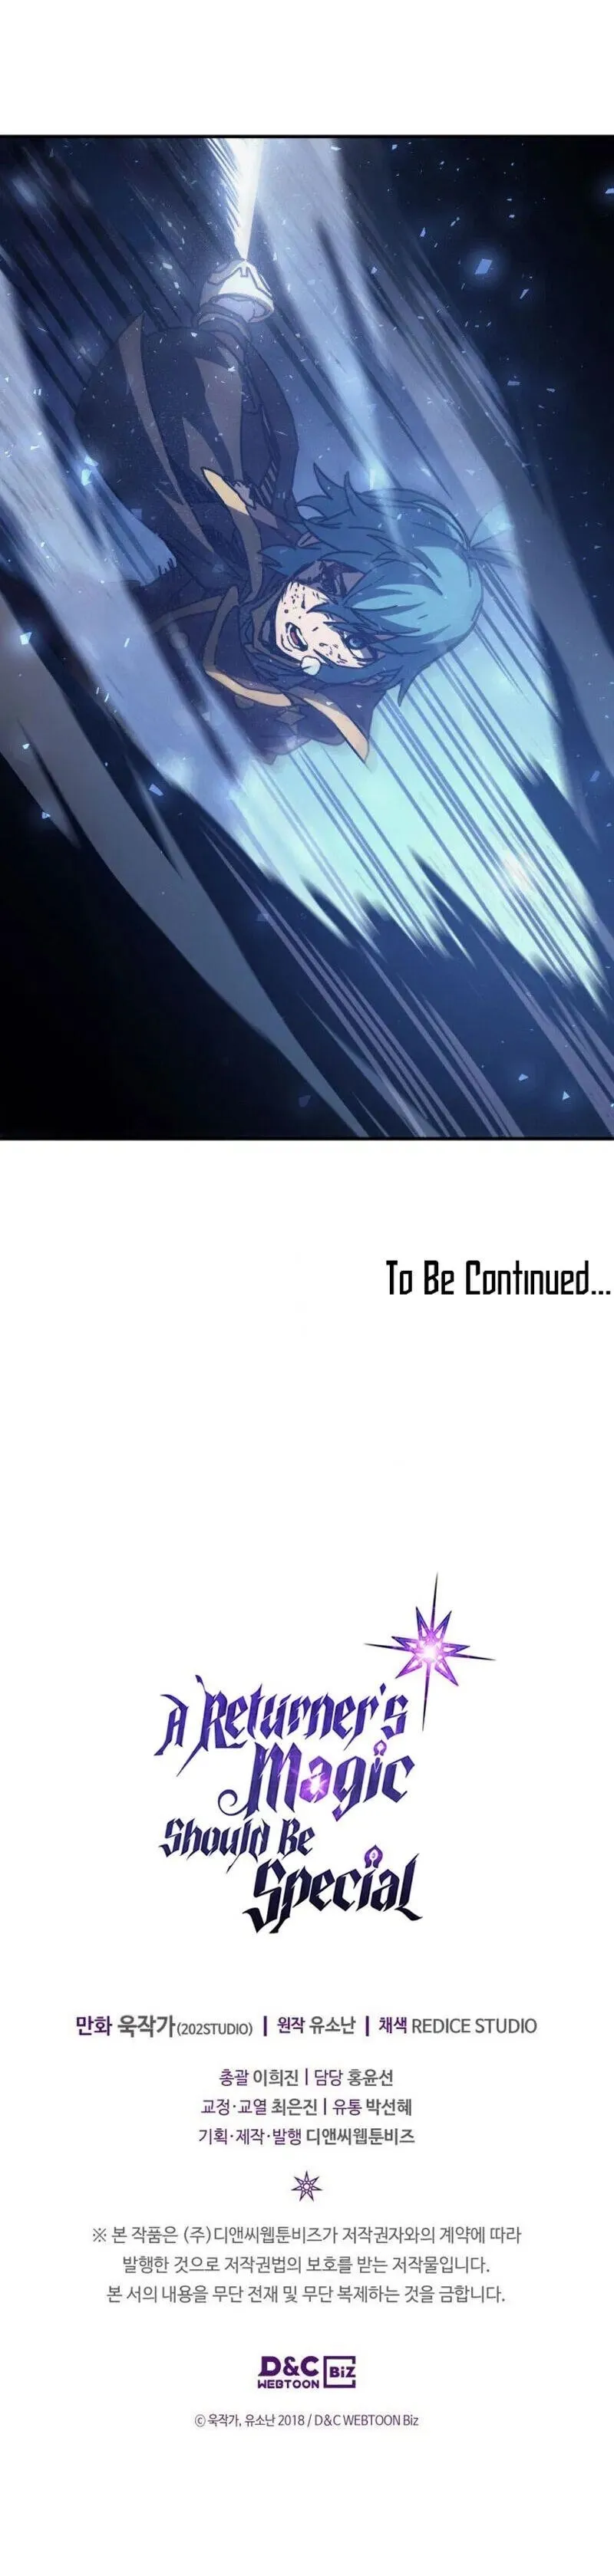 To Be Continued...
A Returner's
Magic
Should Be
Special
만화 욱작가(202STUDIO) | 원작 유소난 | 채색 REDICE STUDIO
총괄 이희진 | 담당 홍윤선
교정·교열 최은진 | 유통 박선혜
기획·제작·발행 디앤씨웹툰비즈
※ 본 작품은 (주)디앤씨웹툰비즈가 저작권자와의 계약에 따라
발행한 것으로 저작권법의 보호를 받는 저작물입니다.
본 서의 내용을 무단 전재 및 무단 복제하는 것을 금합니다.
D&C
WEBTOON
BiZ
© 욱작가, 유소난 2018 / D&C WEBTOON Biz